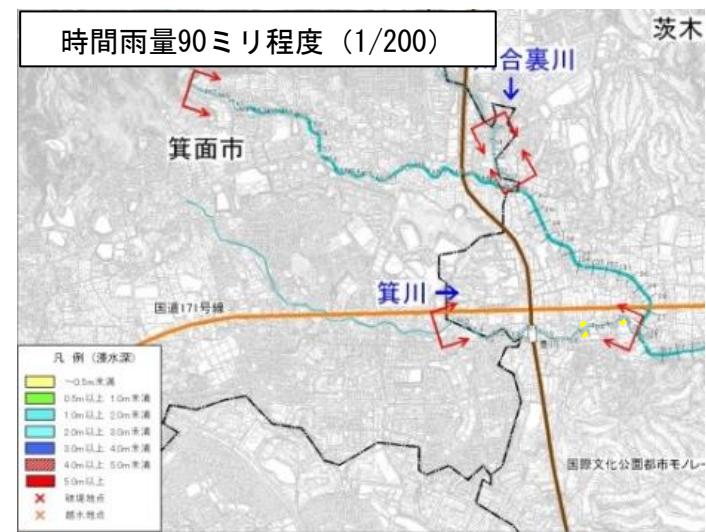 時間雨量90ミリ程度（1/200）
茨木
合裏川
箕面市
箕川
国道171号線
凡 例（浸水深）
～0.5m未満
0.5m以上 1.0m未満
1.0m以上 2.0m未満
2.0m以上 3.0m未満
3.0m以上 4.0m未満
4.0m以上 5.0m未満
5.0m以上
破堤地点
越水地点
国際文化公園都市モノレー